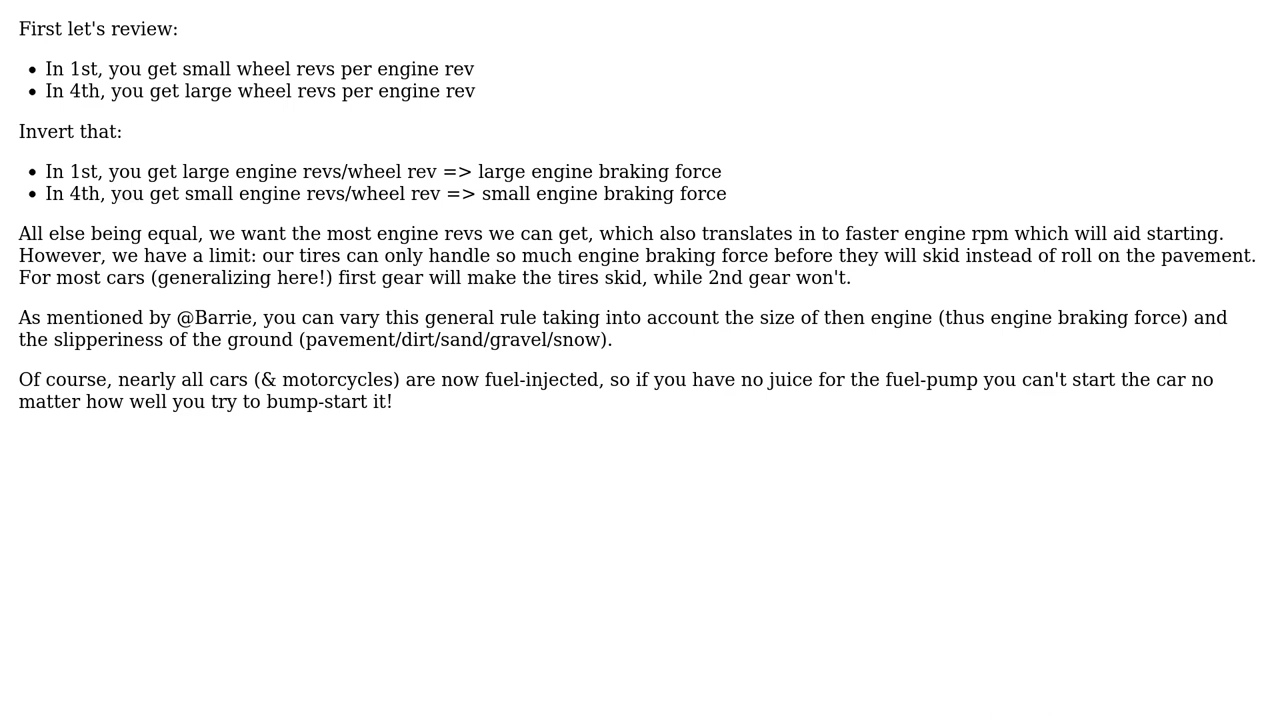 First let's review:
• In 1st, you get small wheel revs per engine rev
• In 4th, you get large wheel revs per engine rev
Invert that:
• In 1st, you get large engine revs/wheel rev => large engine braking force
• In 4th, you get small engine revs/wheel rev => small engine braking force
All else being equal, we want the most engine revs we can get, which also translates in to faster engine rpm which will aid starting.
However, we have a limit: our tires can only handle so much engine braking force before they will skid instead of roll on the pavement.
For most cars (generalizing here!) first gear will make the tires skid, while 2nd gear won't.
As mentioned by @Barrie, you can vary this general rule taking into account the size of then engine (thus engine braking force) and
the slipperiness of the ground (pavement/dirt/sand/gravel/snow).
Of course, nearly all cars (& motorcycles) are now fuel-injected, so if you have no juice for the fuel-pump you can't start the car no
matter how well you try to bump-start it!